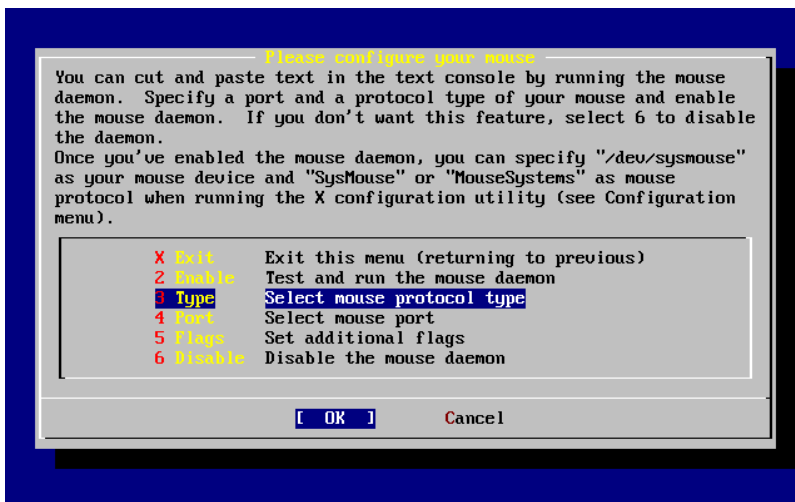 Please configure your mouse
You can cut and paste text in the text console by running the mouse
daemon.  Specify a port and a protocol type of your mouse and enable
the mouse daemon.  If you don't want this feature, select 6 to disable
the daemon.
Once you've enabled the mouse daemon, you can specify "/dev/sysmouse"
as your mouse device and "SysMouse" or "MouseSystems" as mouse
protocol when running the X configuration utility (see Configuration
menu).
X Exit Exit this menu (returning to previous)
2 Enable Test and run the mouse daemon
3 Type Select mouse protocol type
4 Port Select mouse port
5 Flags Set additional flags
6 Disable Disable the mouse daemon
[ OK ] Cancel